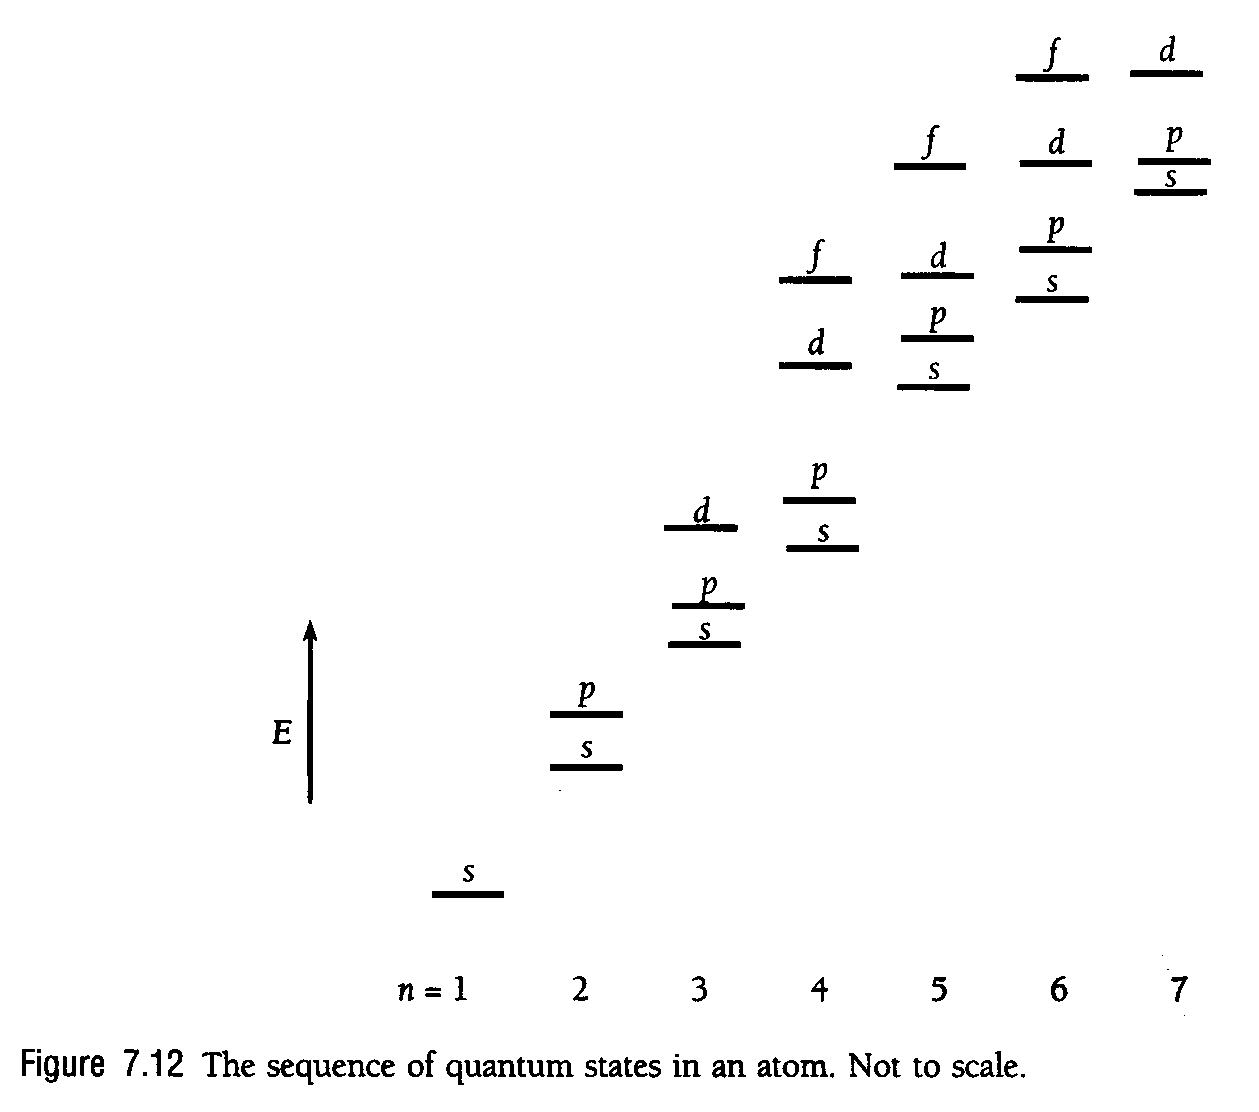 f d
f d p
s
p
f d s
p
d s
p
d s
p
s
p
E s
s
n = 1 2 3 4 5 6 7
Figure 7.12 The sequence of quantum states in an atom. Not to scale.